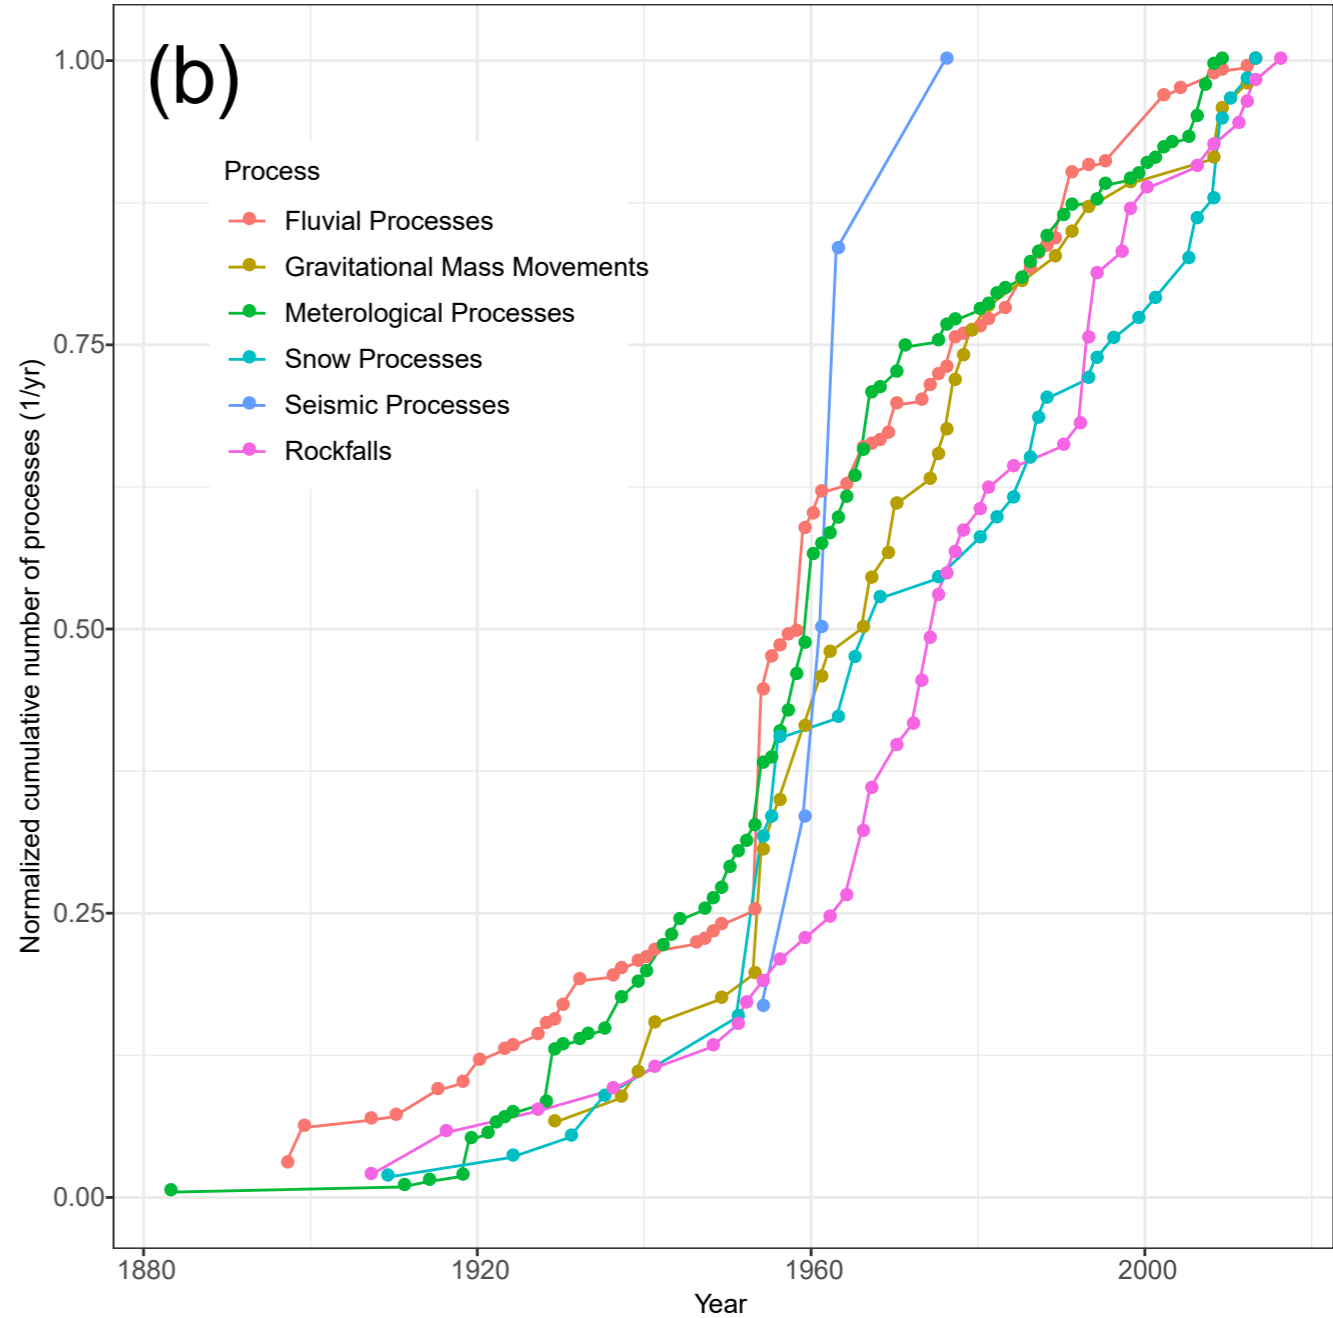 (b)
Process
Fluvial Processes
Gravitational Mass Movements
Meterological Processes
Snow Processes
Seismic Processes
Rockfalls
Normalized cumulative number of processes (1/yr)
1.00
0.75
0.50
0.25
0.00
1880 1920 1960 2000
Year